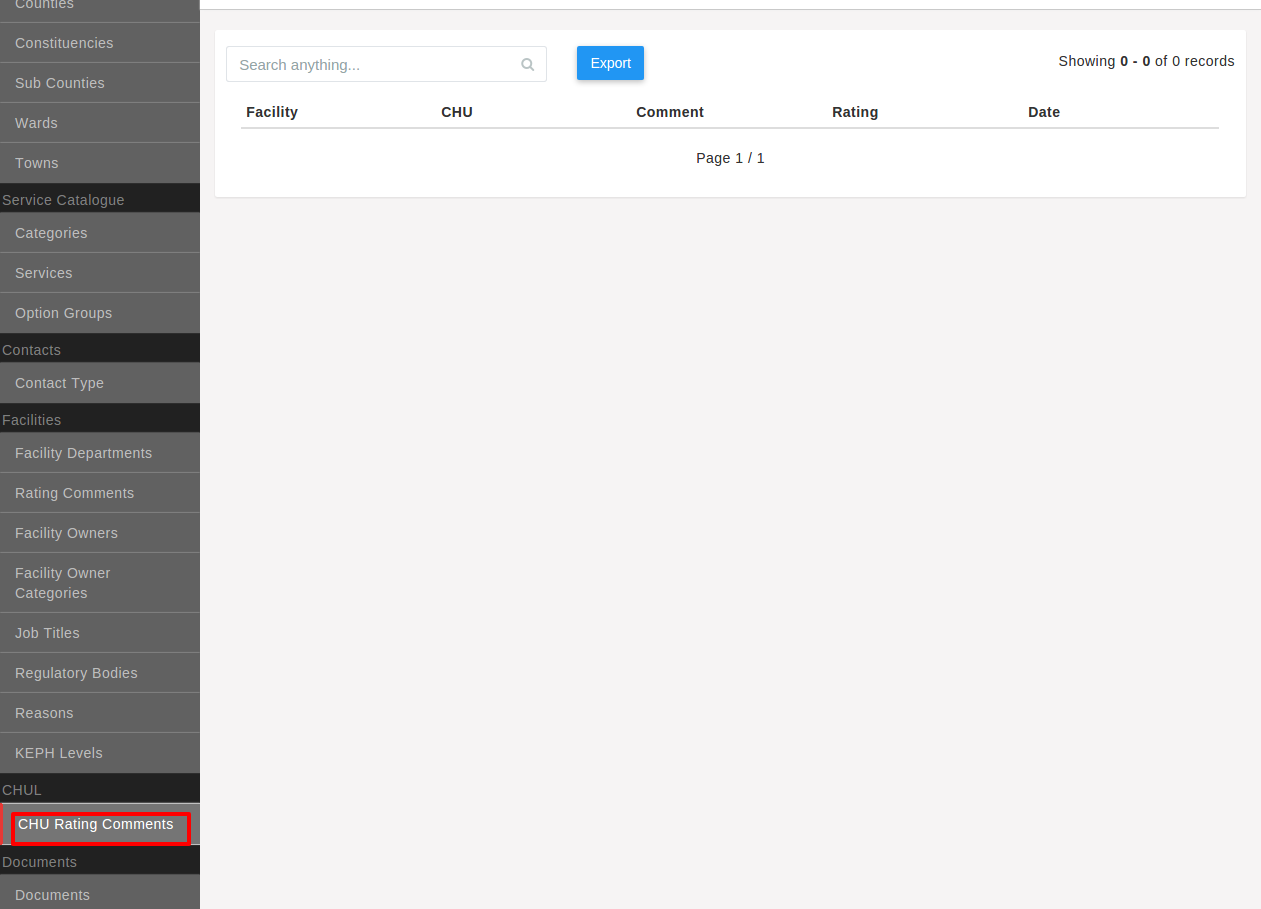 Counties
Constituencies
Sub Counties
Wards
Towns
Service Catalogue
Categories
Services
Option Groups
Contacts
Contact Type
Facilities
Facility Departments
Rating Comments
Facility Owners
Facility Owner
Categories
Job Titles
Regulatory Bodies
Reasons
KEPH Levels
CHUL
CHU Rating Comments
Documents
Documents
Search anything...
Export
Showing 0 - 0 of 0 records
Facility CHU Comment Rating Date
Page 1 / 1